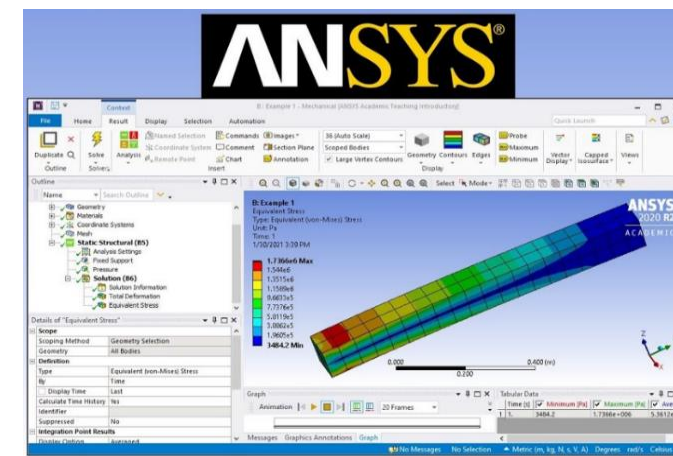 ANSYS®
Context
B: Example 1 - Mechanical [ANSYS Academic Teaching Introductory]
File Home Result Display Selection Automation
Quick Launch
Duplicate Solve Analysis
Named Selection Commands Images*
Coordinate System Comment Section Plane
Remote Point Chart Annotation
36 (Auto Scale)
Scoped Bodies
Large Vertex Contours
Geometry Contours Edges
Probe
Maximum
Minimum
Vector Display* Capped Isosurface* Views
Outline Solver Insert Display
Outline
Name Search Outline
Select Mode
Geometry
Materials
Coordinate Systems
Mesh
Static Structural (B5)
Analysis Settings
Fixed Support
Pressure
Solution (B6)
Solution Information
Total Deformation
Equivalent Stress
Details of "Equivalent Stress"
Scope
Scoping Method Geometry Selection
Geometry All Bodies
Definition
Type Equivalent (von-Mises) Stress
By Time
Display Time Last
Calculate Time History Yes
Identifier
Suppressed No
Integration Point Results
Display Option Averaged
B: Example 1
Equivalent Stress
Type: Equivalent (von-Mises) Stress
Unit: Pa
Time: 1
1/30/2021 3:39 PM
1.7366e6 Max
1.544e6
1.3515e6
1.1589e6
9.6633e5
7.7376e5
5.8119e5
3.8862e5
1.9605e5
3484.2 Min
ANSYS
2020 R2
ACADEMIC
Z
X
0.000 0.400 (m)
0.200
Graph
Animation 20 Frames
Messages Graphics Annotations Graph
Tabular Data
Time [s] Minimum [Pa] Maximum [Pa] Ave
1 1. 3484.2 1.7366e+006 5.3612e
No Messages No Selection Metric (m, kg, N, s, V, A) Degrees rad/s Celsius